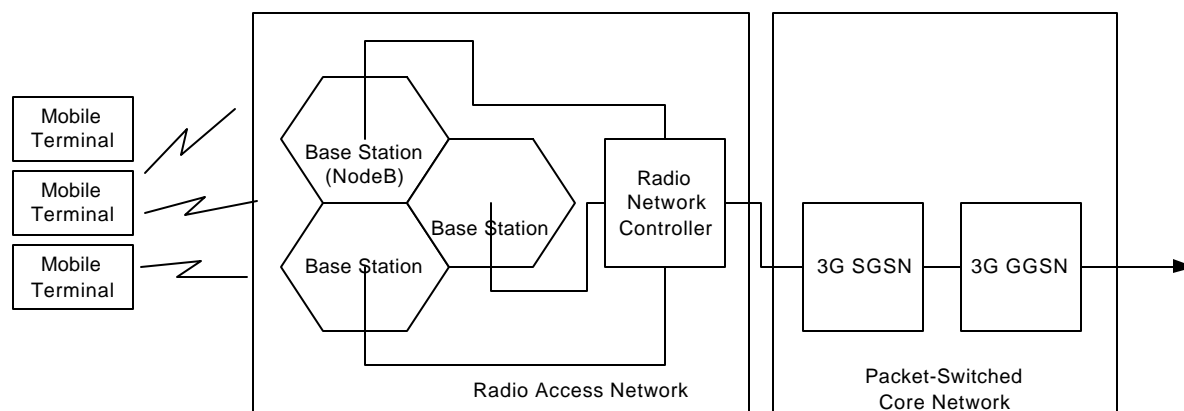 Mobile
Terminal
Mobile
Terminal
Mobile
Terminal
Base Station
(NodeB)
Base Station
Base Station
Radio
Network
Controller
Radio Access Network
3G SGSN
3G GGSN
Packet-Switched
Core Network